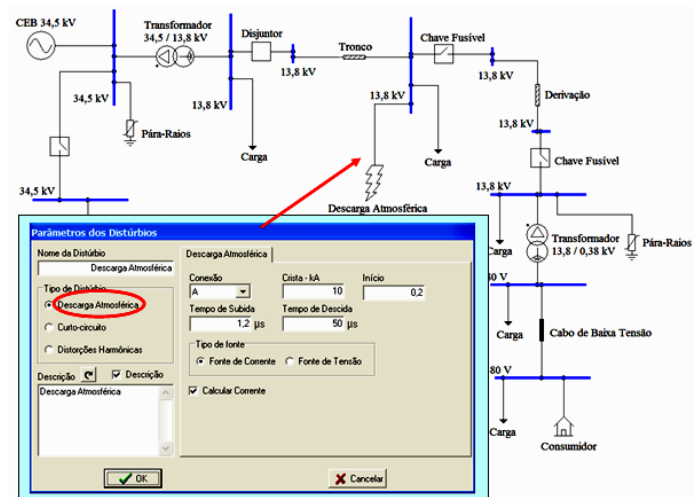 CEB 34,5 kV
Transformador
34,5 / 13,8 kV
Disjuntor
Tronco
Chave Fusível
13,8 kV
13,8 kV
34,5 kV
13,8 kV
13,8 kV
Derivação
Pára-Raios
Carga
Carga
13,8 kV
Chave Fusível
34,5 kV
13,8 kV
Descarga Atmosférica
Carga
Transformador
13,8 / 0,38 kV
Pára-Raios
80 V
Carga
Cabo de Baixa Tensão
80 V
Carga
Consumidor
Parâmetros dos Distúrbios
Nome da Distúrbio
Descarga Atmosférica
Tipo de Distúrbio
Descarga Atmosférica
Curto-circuito
Distorções Harmônicas
Descrição
Descrição
Descarga Atmosférica
Descarga Atmosférica
Conexão
Crista - kA
Início
A
10
0,2
Tempo de Subida
Tempo de Descida
1,2 µs
50 µs
Tipo de fonte
Fonte de Corrente
Fonte de Tensão
Calcular Corrente
OK
Cancelar